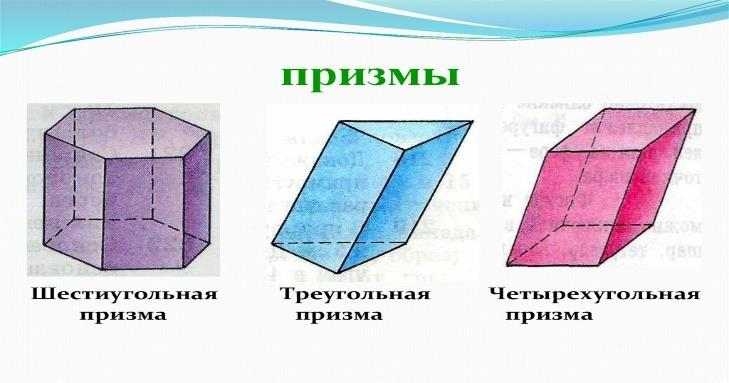 призмы
Шестиугольная
призма
Треугольная
призма
Четырехугольная
призма